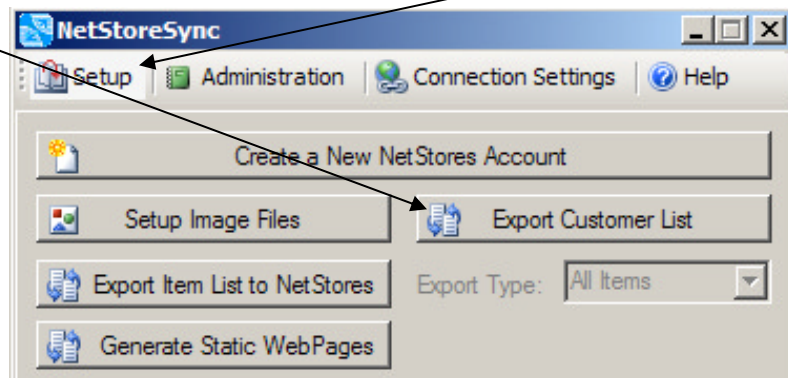 NetStoreSync
Setup Administration Connection Settings Help
Create a New NetStores Account
Setup Image Files Export Customer List
Export Item List to NetStores Export Type: All Items
Generate Static WebPages